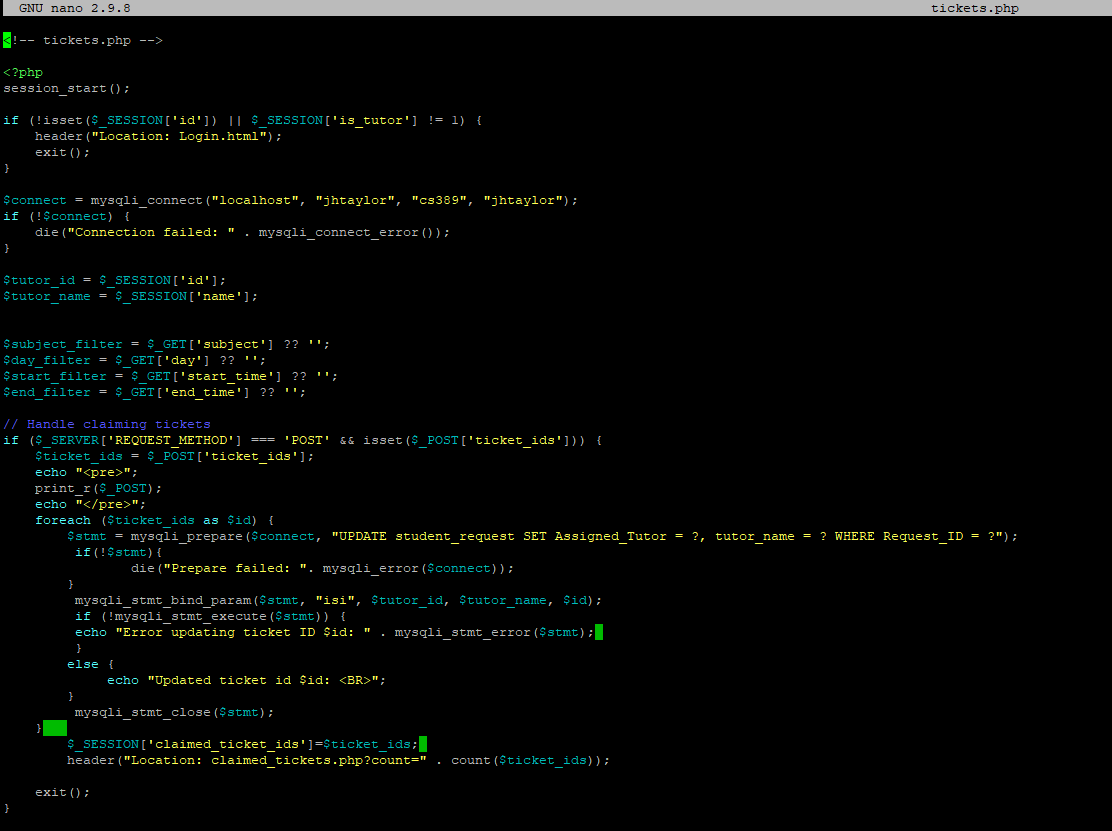 GNU nano 2.9.8 tickets.php
<!-- tickets.php -->
<?php
session_start();
if (!isset($_SESSION['id']) || $_SESSION['is_tutor'] != 1) {
header("Location: Login.html");
exit();
}
$connect = mysqli_connect("localhost", "jhtaylor", "cs389", "jhtaylor");
if (!$connect) {
die("Connection failed: " . mysqli_connect_error());
}
$tutor_id = $_SESSION['id'];
$tutor_name = $_SESSION['name'];
$subject_filter = $_GET['subject'] ?? '';
$day_filter = $_GET['day'] ?? '';
$start_filter = $_GET['start_time'] ?? '';
$end_filter = $_GET['end_time'] ?? '';
// Handle claiming tickets
if ($_SERVER['REQUEST_METHOD'] === 'POST' && isset($_POST['ticket_ids'])) {
$ticket_ids = $_POST['ticket_ids'];
echo "<pre>";
print_r($_POST);
echo "</pre>";
foreach ($ticket_ids as $id) {
$stmt = mysqli_prepare($connect, "UPDATE student_request SET Assigned_Tutor = ?, tutor_name = ? WHERE Request_ID = ?");
if(!$stmt){
die("Prepare failed: ". mysqli_error($connect));
}
mysqli_stmt_bind_param($stmt, "isi", $tutor_id, $tutor_name, $id);
if (!mysqli_stmt_execute($stmt)) {
echo "Error updating ticket ID $id: " . mysqli_stmt_error($stmt);
}
else {
echo "Updated ticket id $id: <BR>";
}
mysqli_stmt_close($stmt);
}
$_SESSION['claimed_ticket_ids']=$ticket_ids;
header("Location: claimed_tickets.php?count=" . count($ticket_ids));
exit();
}